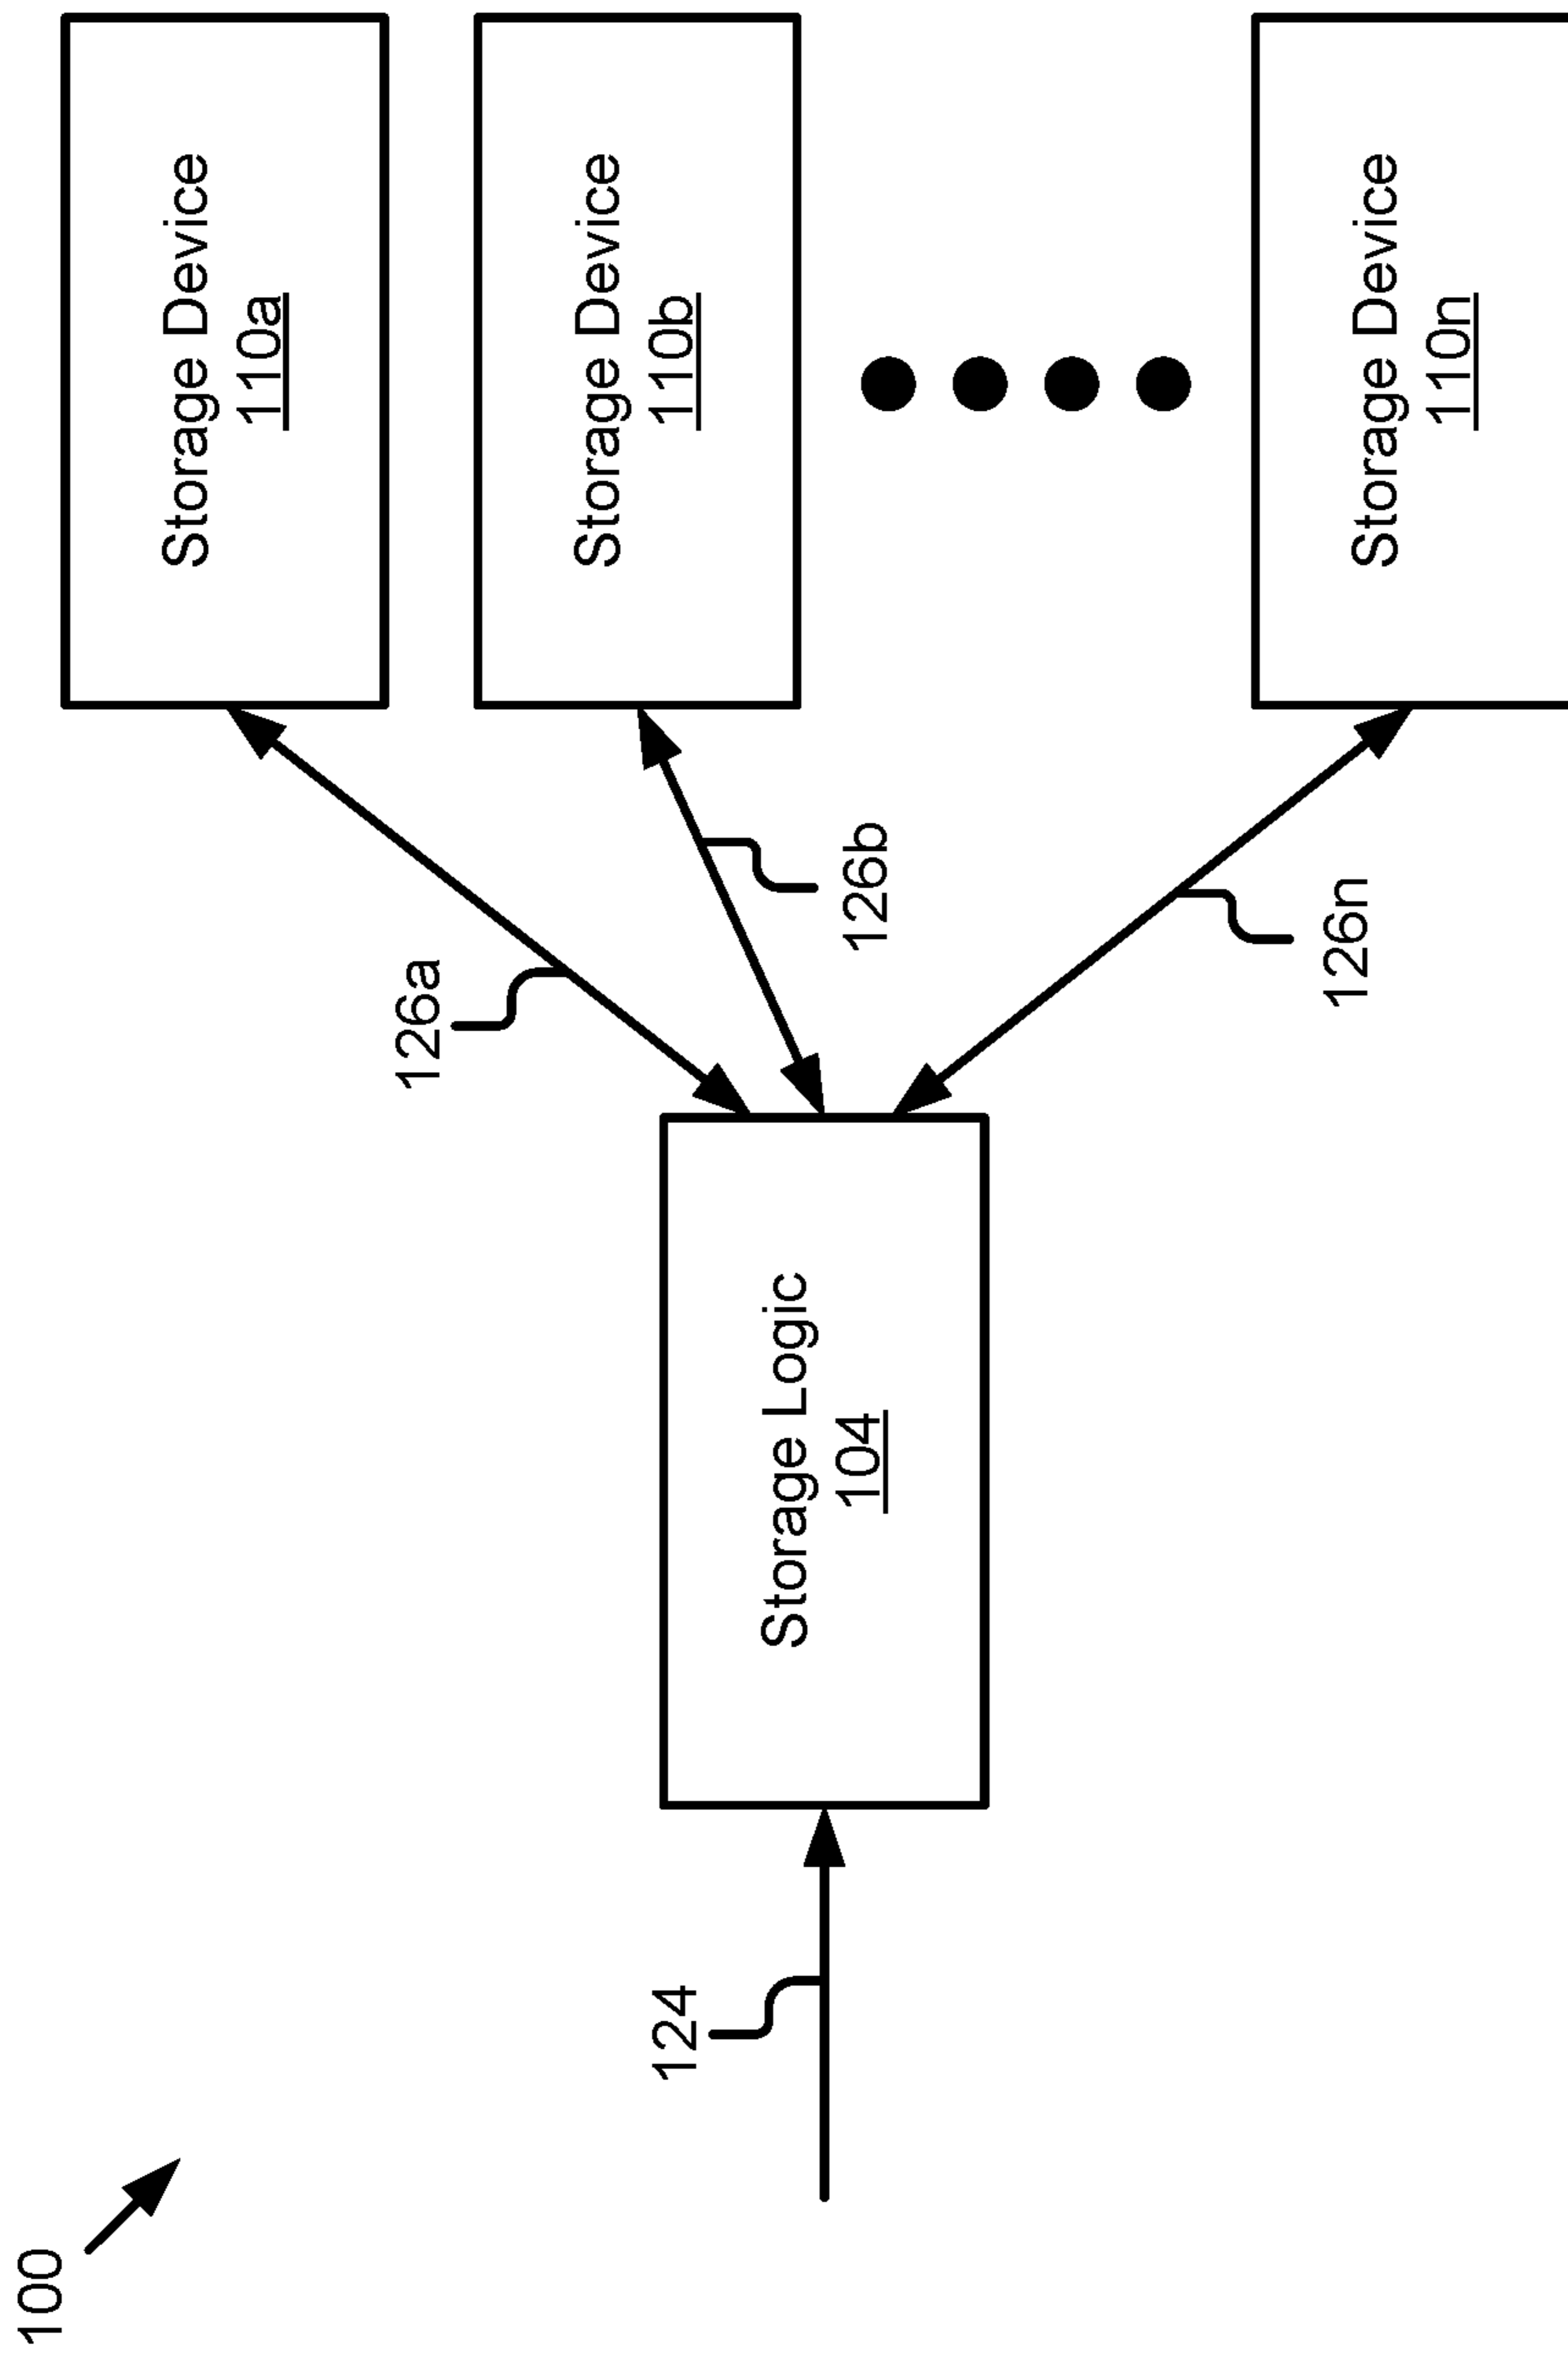 100
124
Storage Logic
104
126a
126b
126n
Storage Device
110a
Storage Device
110b
Storage Device
110n